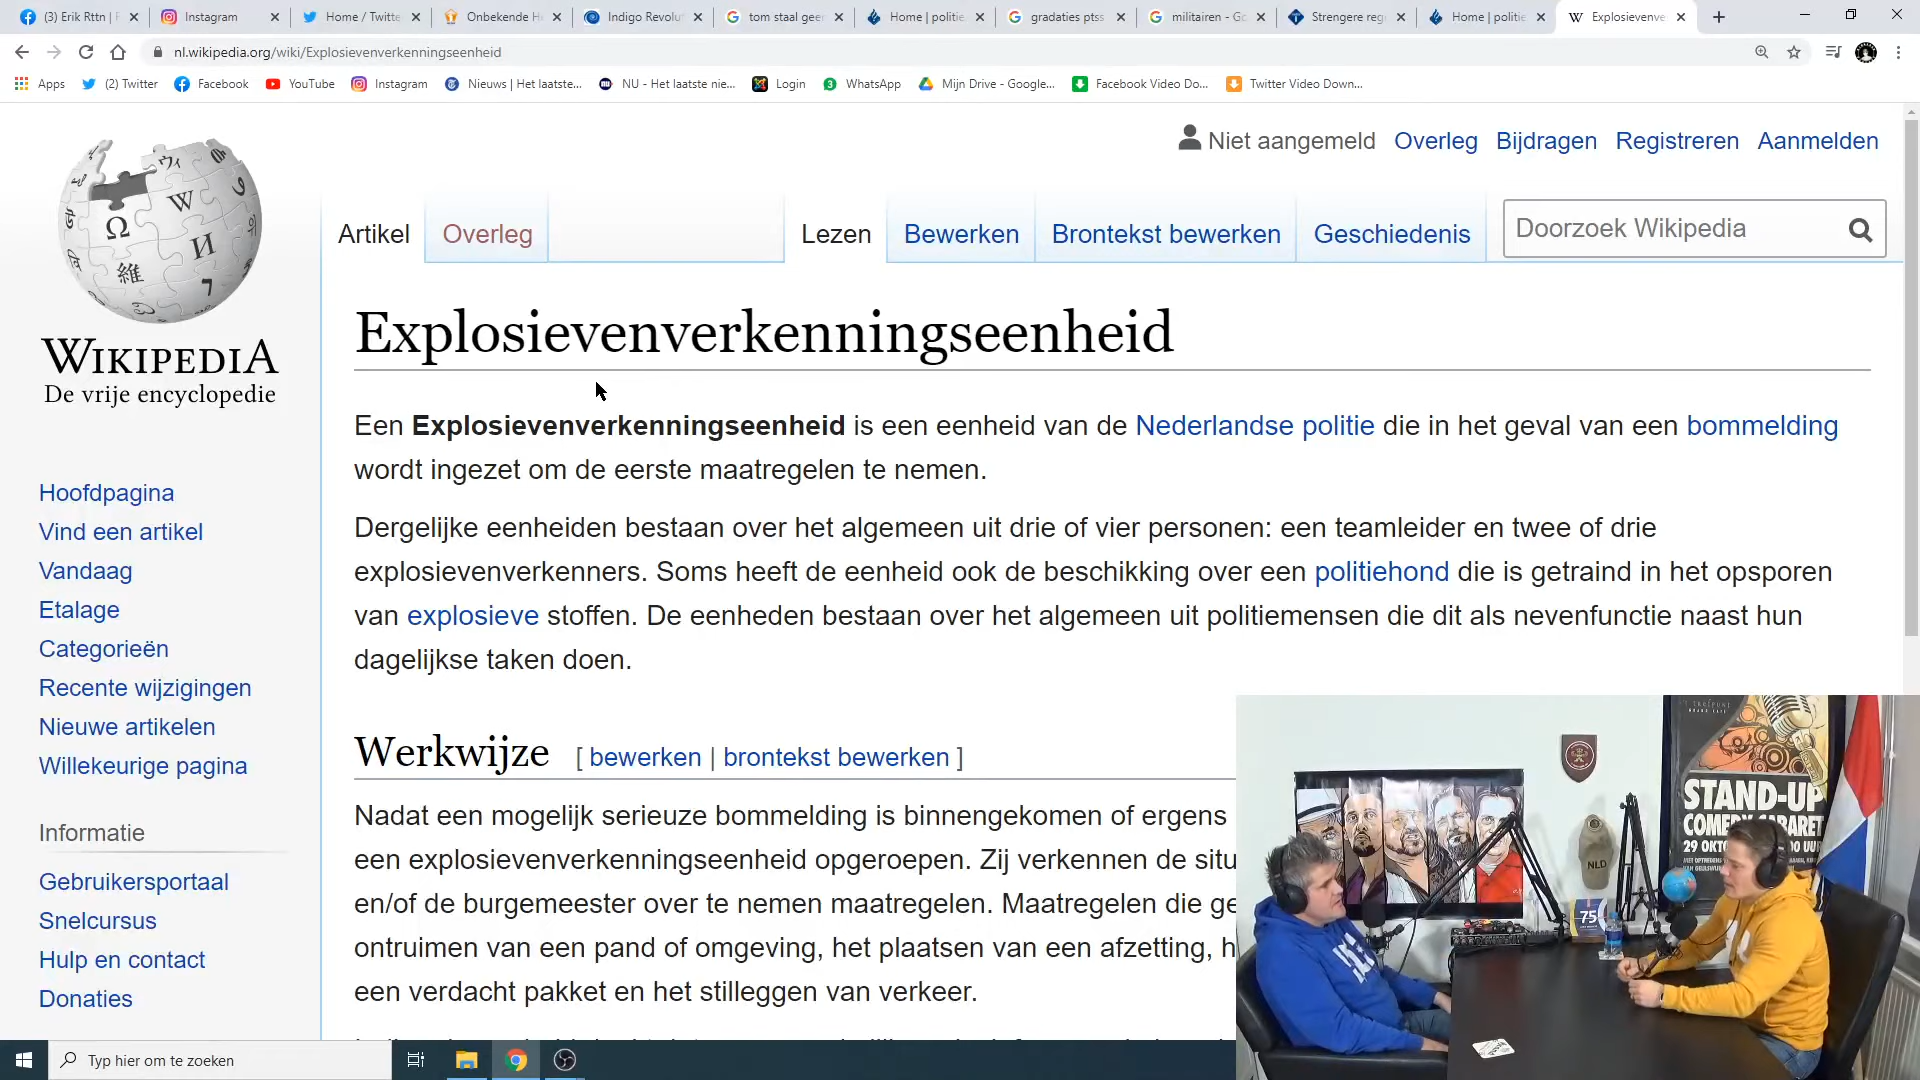 (3) Erik Rttn | F
Instagram
Home / Twitte
Onbekende H
Indigo Revolu
tom staal geer
Home | politie
gradaties ptss
militairen - Go
Strengere reg
Home | politie
Explosievenve
nl.wikipedia.org/wiki/Explosievenverkenningseenheid
Apps
(2) Twitter
Facebook
YouTube
Instagram
Nieuws | Het laatste...
NU - Het laatste nie...
Login
WhatsApp
Mijn Drive - Google...
Facebook Video Do...
Twitter Video Down...
Niet aangemeld Overleg Bijdragen Registreren Aanmelden
Artikel Overleg Lezen Bewerken Brontekst bewerken Geschiedenis
Doorzoek Wikipedia
WIKIPEDIA
De vrije encyclopedie
Hoofdpagina
Vind een artikel
Vandaag
Etalage
Categorieën
Recente wijzigingen
Nieuwe artikelen
Willekeurige pagina
Informatie
Gebruikersportaal
Snelcursus
Hulp en contact
Donaties
Explosievenverkenningseenheid
Een Explosievenverkenningseenheid is een eenheid van de Nederlandse politie die in het geval van een bommelding
wordt ingezet om de eerste maatregelen te nemen.
Dergelijke eenheiden bestaan over het algemeen uit drie of vier personen: een teamleider en twee of drie
explosievenverkenners. Soms heeft de eenheid ook de beschikking over een politiehond die is getraind in het opsporen
van explosieve stoffen. De eenheden bestaan over het algemeen uit politiemensen die dit als nevenfunctie naast hun
dagelijkse taken doen.
Werkwijze [ bewerken | brontekst bewerken ]
Nadat een mogelijk serieuze bommelding is binnengekomen of ergens
een explosievenverkenningseenheid opgeroepen. Zij verkennen de situ
en/of de burgemeester over te nemen maatregelen. Maatregelen die ge
ontruimen van een pand of omgeving, het plaatsen van een afzetting, h
een verdacht pakket en het stilleggen van verkeer.
STAND-UP
COMEDY CABARET
29 OKT
NLD
75
Typ hier om te zoeken